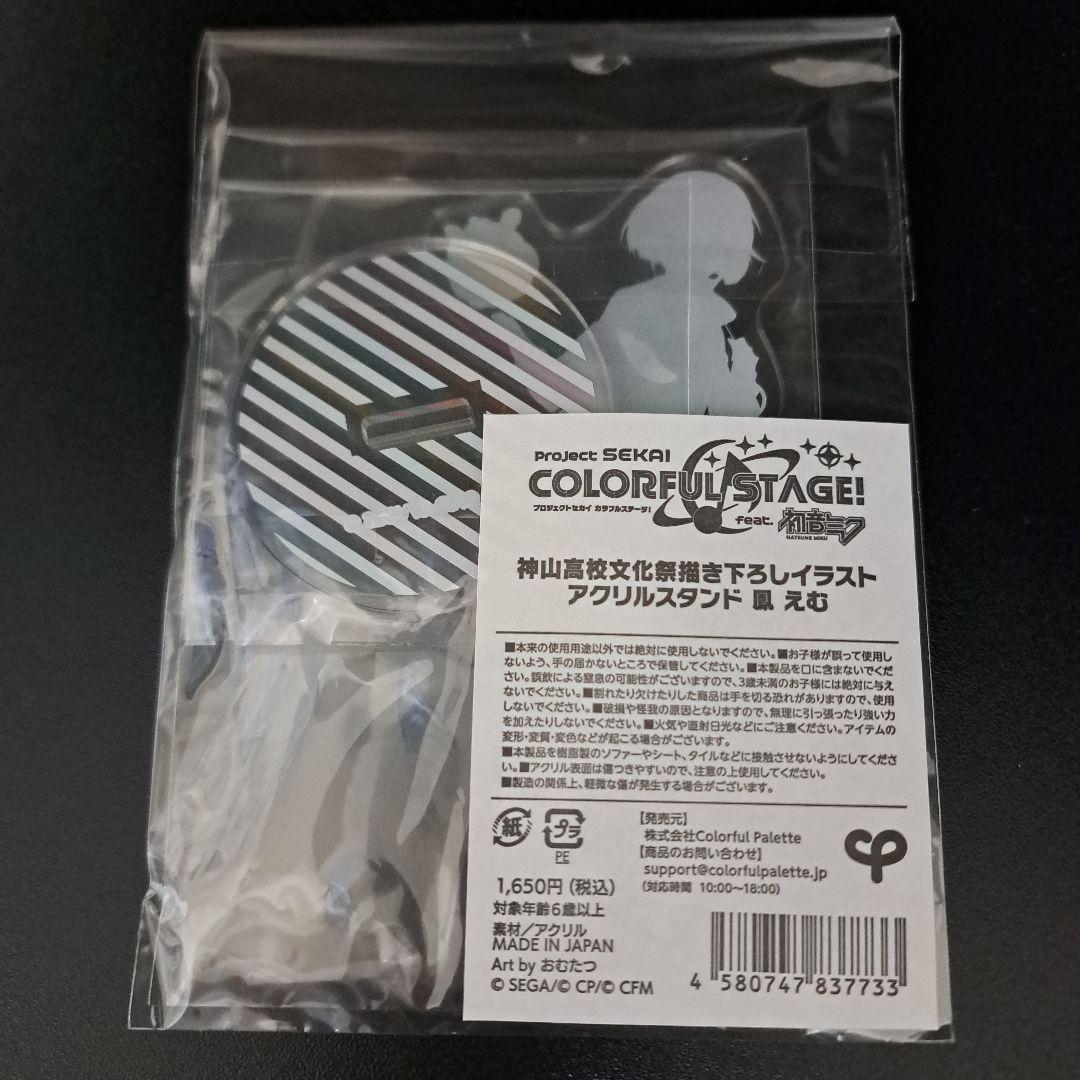 Project SEKAI
COLORFUL STAGE!
プロジェクトセカイ カラフルステージ!
feat. 初音ミク
HATSUNE MIKU
神山高校文化祭描き下ろしイラスト
アクリルスタンド 鳳 えむ
■本来の使用用途以外では絶対に使用しないでください。■お子様が誤って使用し
ないよう、手の届かないところで保管してください。■本製品を口に含まないでくだ
さい。誤飲による窒息の可能性がございますので、3歳未満のお子様には絶対に与え
ないでください。■割れたり欠けたりした商品は手を切る恐れがありますので、使用
しないでください。■破損や怪我の原因となりますので、無理に引っ張ったり強い力
を加えたりしないでください。■火気や直射日光などにご注意ください。アイテムの
変形・変質・変色などが起こる場合がございます。
■本製品を樹脂製のソファーやシート、タイルなどに接触させないようにしてくださ
い。■アクリル表面は傷つきやすいので、注意の上使用してください。
■製造の関係上、軽微な傷が発生する場合がございます。
紙
プラ
PE
【発売元】
株式会社Colorful Palette
【商品のお問い合わせ】
support@colorfulpalette.jp
(対応時間 10:00〜18:00)
1,650円(税込)
対象年齢6歳以上
素材/アクリル
MADE IN JAPAN
Art by おむたつ
© SEGA/© CP/© CFM
4 580747 837733